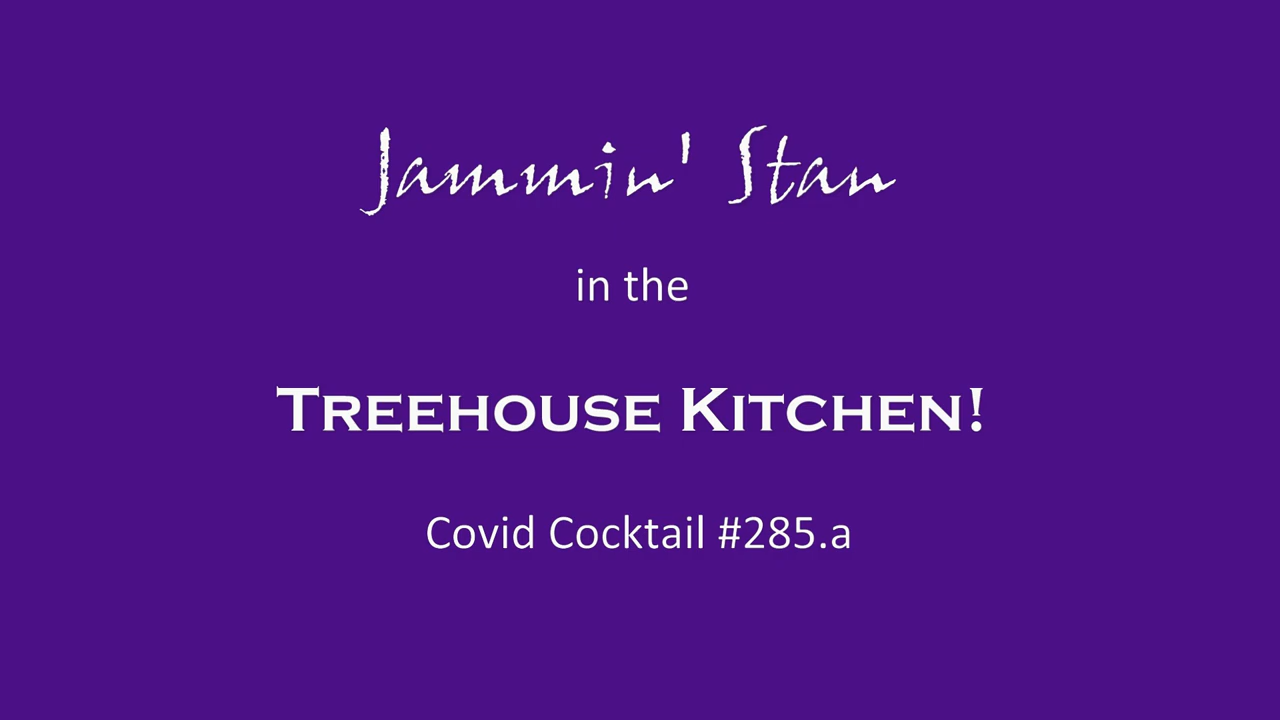 Jammin' Stan
in the
Treehouse Kitchen!
Covid Cocktail #285.a